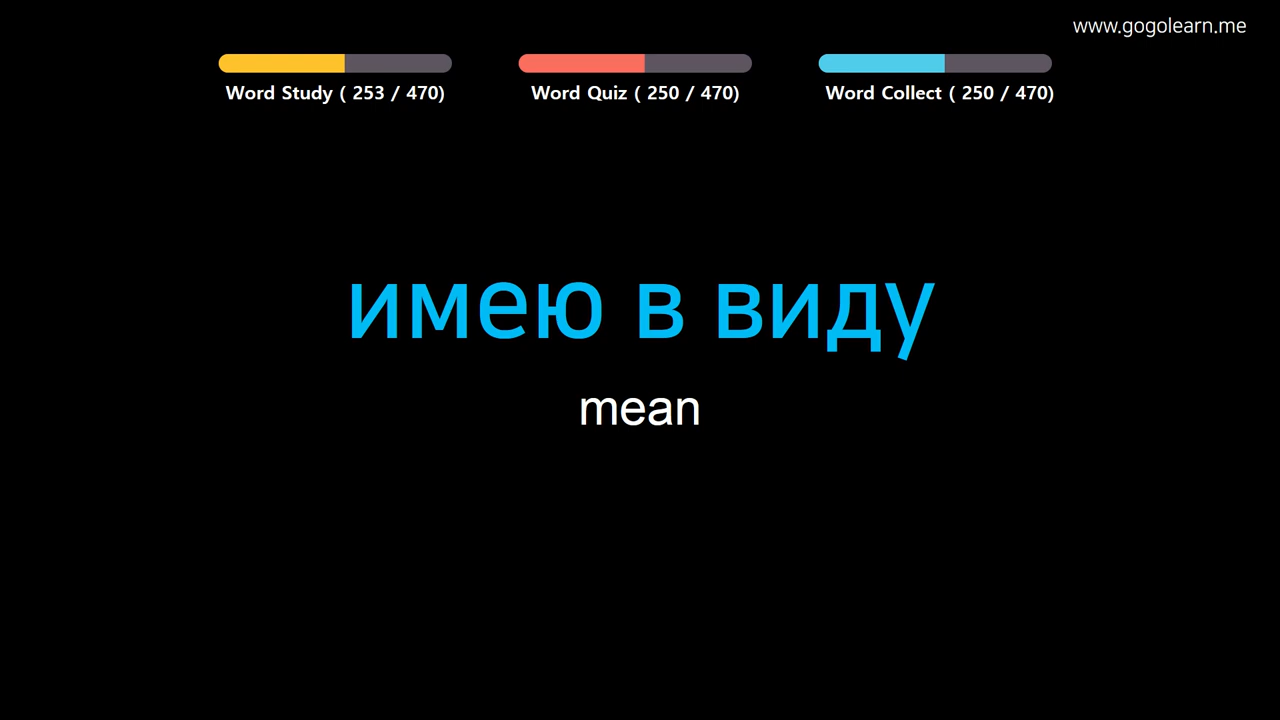 www.gogolearn.me
Word Study ( 253 / 470)
Word Quiz ( 250 / 470)
Word Collect ( 250 / 470)
имею в виду
mean